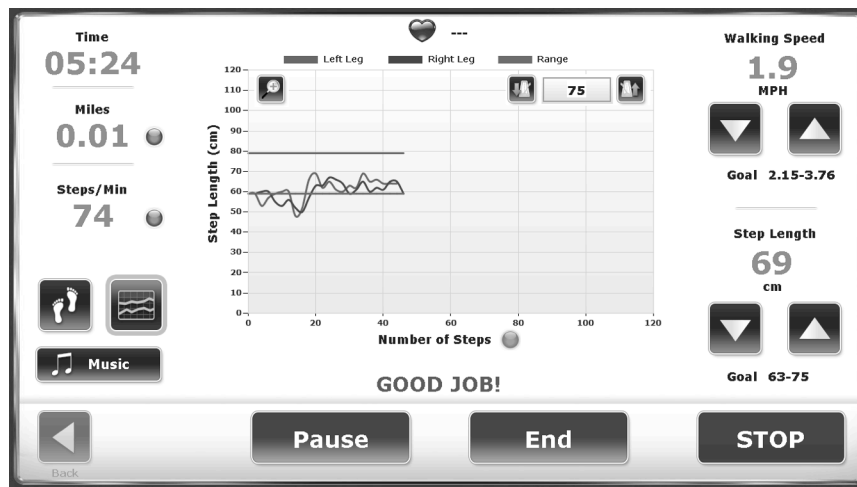 Time
05:24
Miles
0.01
Steps/Min
74
Music
Back
---
Left Leg Right Leg Range
75
Step Length (cm)
120
110
100
90
80
70
60
50
40
30
20
10
0
0 20 40 60 80 100 120
Number of Steps
GOOD JOB!
Walking Speed
1.9
MPH
Goal 2.15-3.76
Step Length
69
cm
Goal 63-75
Pause
End
STOP